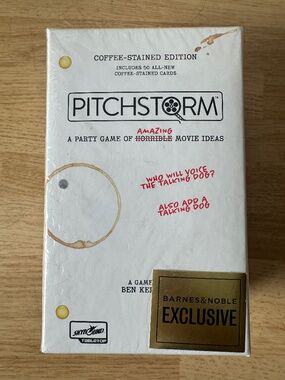 COFFEE-STAINED EDITION
INCLUDES 50 ALL-NEW
COFFEE-STAINED CARDS
PITCHSTORM
AMAZING
A PARTY GAME OF HORRIBLE MOVIE IDEAS
WHO WILL VOICE
THE TALKING DOG?
ALSO ADD A
TALKING DOG
A GAME
BEN
BARNES&NOBLE
EXCLUSIVE
SKYBOUND
TABLETOP